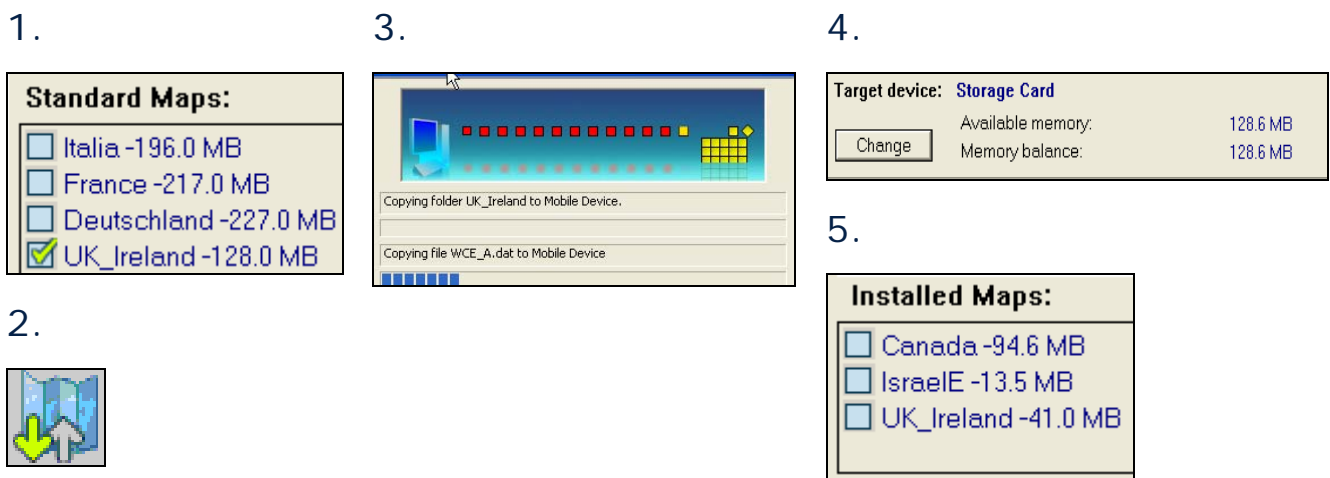 1.
Standard Maps:
Italia -196.0 MB
France -217.0 MB
Deutschland -227.0 MB
UK_Ireland -128.0 MB
2.
3.
Copying folder UK_Ireland to Mobile Device.
Copying file WCE_A.dat to Mobile Device
4.
Target device: Storage Card
Available memory: 128.6 MB
Change Memory balance: 128.6 MB
5.
Installed Maps:
Canada -94.6 MB
IsraelE -13.5 MB
UK_Ireland -41.0 MB